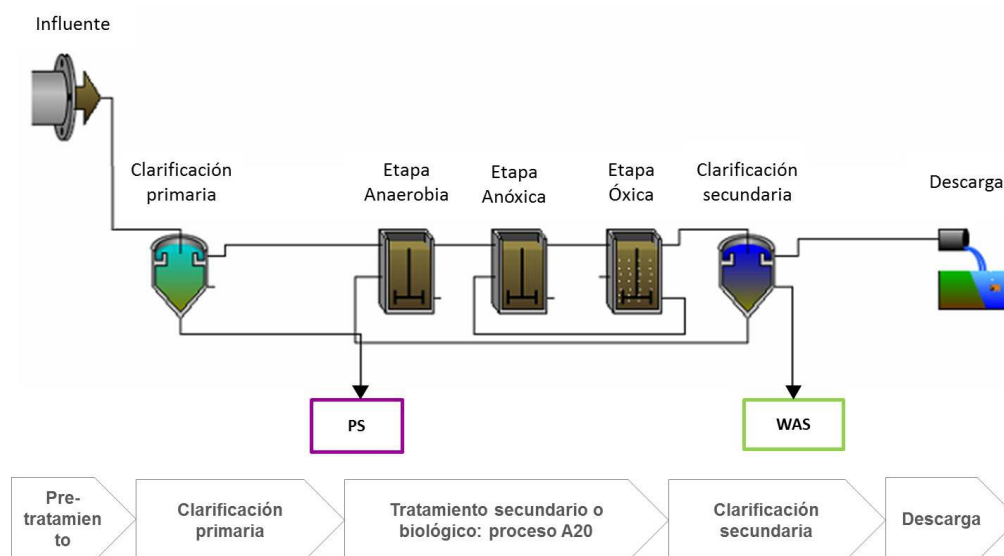 Influente
Clarificación
primaria
Etapa
Anaerobia
Etapa
Anóxica
Etapa
Óxica
Clarificación
secundaria
Descarga
PS
WAS
Pre-
tratamien
to
Clarificación
primaria
Tratamiento secundario o
biológico: proceso A20
Clarificación
secundaria
Descarga